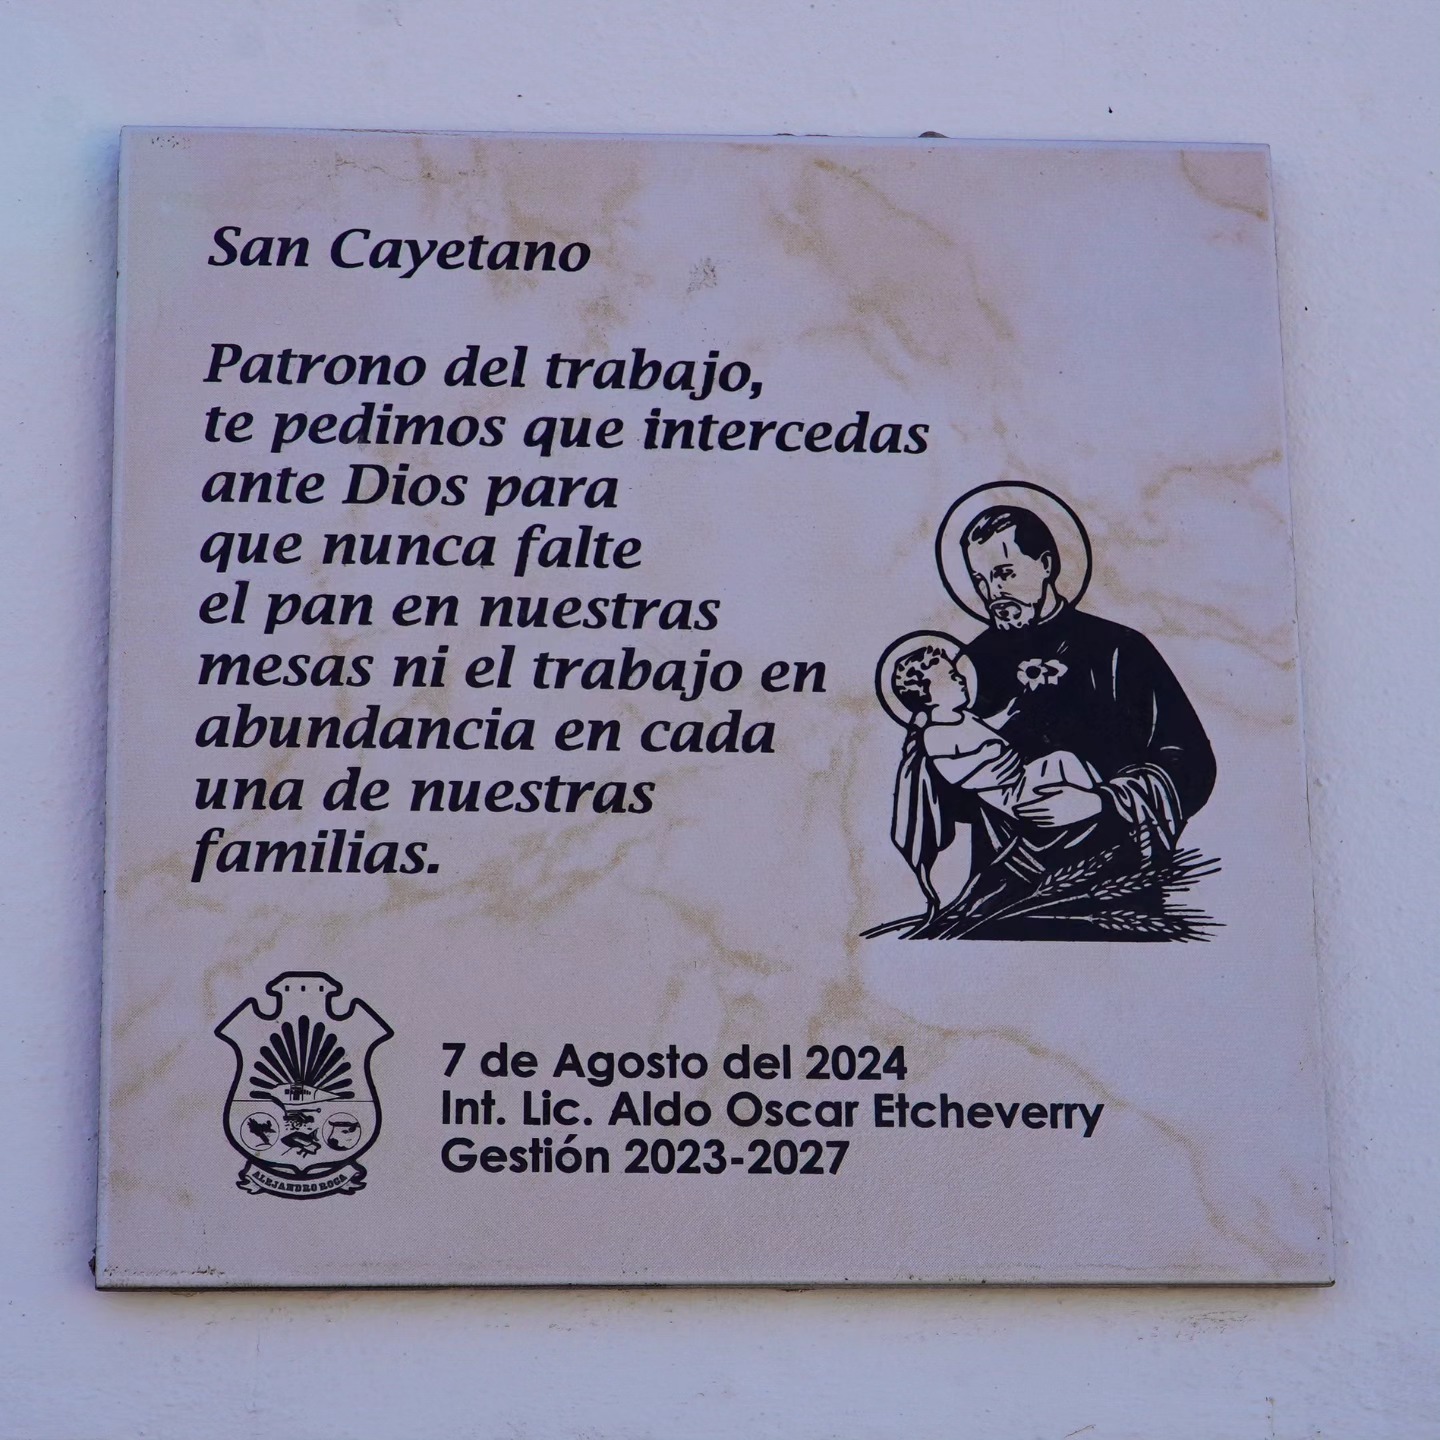 San Cayetano
Patrono del trabajo,
te pedimos que intercedas
ante Dios para
que nunca falte
el pan en nuestras
mesas ni el trabajo en
abundancia en cada
una de nuestras
familias.
ALEJANDRO ROCA
7 de Agosto del 2024
Int. Lic. Aldo Oscar Etcheverry
Gestión 2023-2027